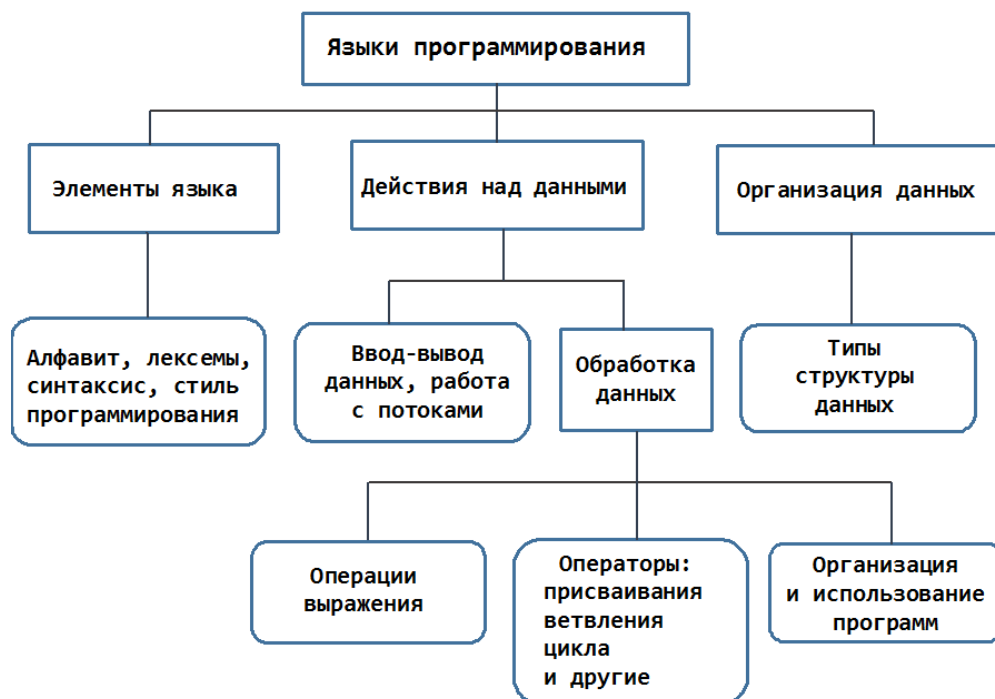 Языки программирования
Элементы языка
Действия над данными
Организация данных
Алфавит, лексемы,
синтаксис, стиль
программирования
Ввод-вывод
данных, работа
с потоками
Обработка
данных
Типы
структуры
данных
Операции
выражения
Операторы:
присваивания
ветвления
цикла
и другие
Организация
и использование
программ